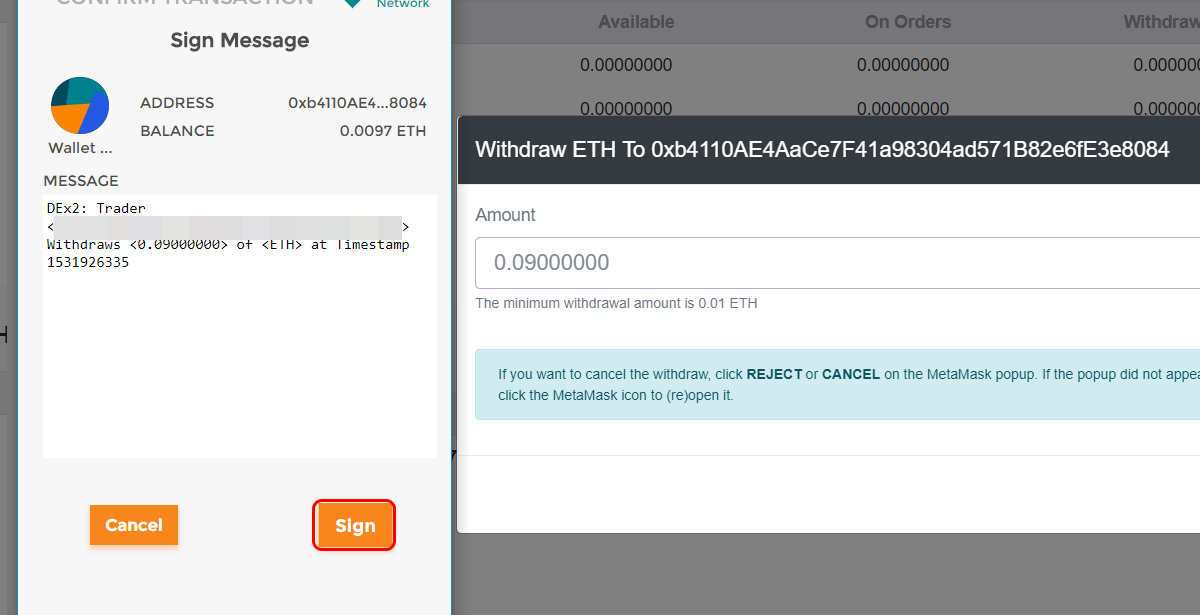 CONFIRM TRANSACTION
Network
Sign Message
ADDRESS 0xb4110AE4...8084
BALANCE 0.0097 ETH
Wallet ...
MESSAGE
DEx2: Trader
< >
Withdraws <0.09000000> of <ETH> at Timestamp
1531926335
Cancel
Sign
Available On Orders Withdraw
0.00000000 0.00000000 0.00000
0.00000000 0.00000000 0.00000
Withdraw ETH To 0xb4110AE4AaCe7F41a98304ad571B82e6fE3e8084
Amount
0.09000000
The minimum withdrawal amount is 0.01 ETH
If you want to cancel the withdraw, click REJECT or CANCEL on the MetaMask popup. If the popup did not appea
click the MetaMask icon to (re)open it.